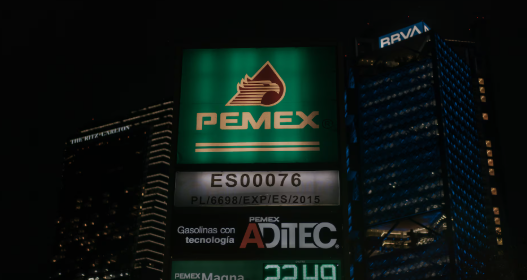 BBVA
THE RITZ-CARLTON
PEMEX
ES00076
PL/6698/EXP/ES/2015
Gasolinas con
tecnología
PEMEX
ADITEC
PEMEX Magna
22.49